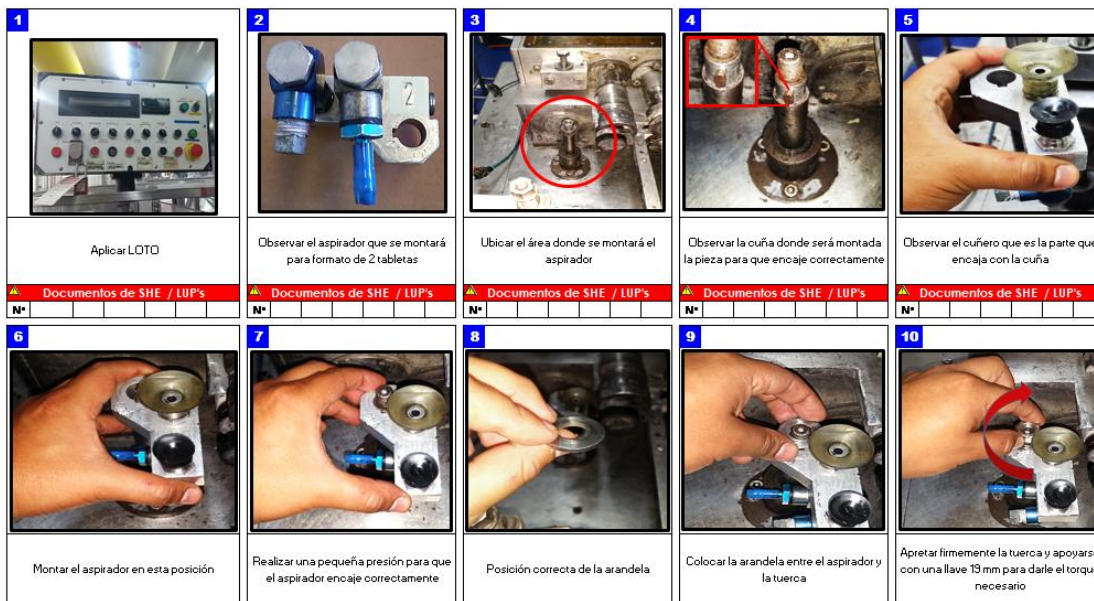 1
2
3
4
5
2
Aplicar LOTO
Observar el aspirador que se montará
para formato de 2 tabletas
Ubicar el área donde se montará el
aspirador
Observar la cuña donde será montada
la pieza para que encaje correctamente
Observar el cuñero que es la parte que
encaja con la cuña
Documentos de SHE / LUP's
Documentos de SHE / LUP's
Documentos de SHE / LUP's
Documentos de SHE / LUP's
Documentos de SHE / LUP's
Nº
Nº
Nº
Nº
Nº
6
7
8
9
10
Montar el aspirador en esta posición
Realizar una pequeña presión para que
el aspirador encaje correctamente
Posición correcta de la arandela
Colocar la arandela entre el aspirador y
la tuerca
Apretar firmemente la tuerca y apoyarse
con una llave 19 mm para darle el torque
necesario